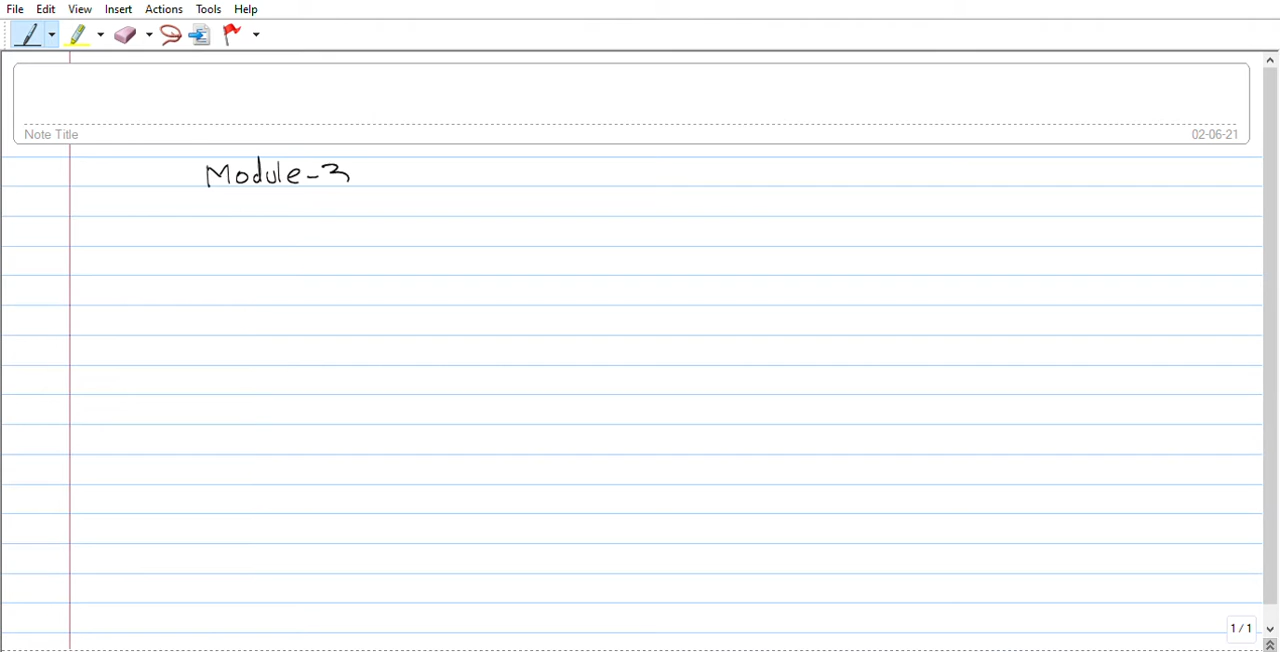 File Edit View Insert Actions Tools Help
Note Title
02-06-21
Module-3
1 / 1